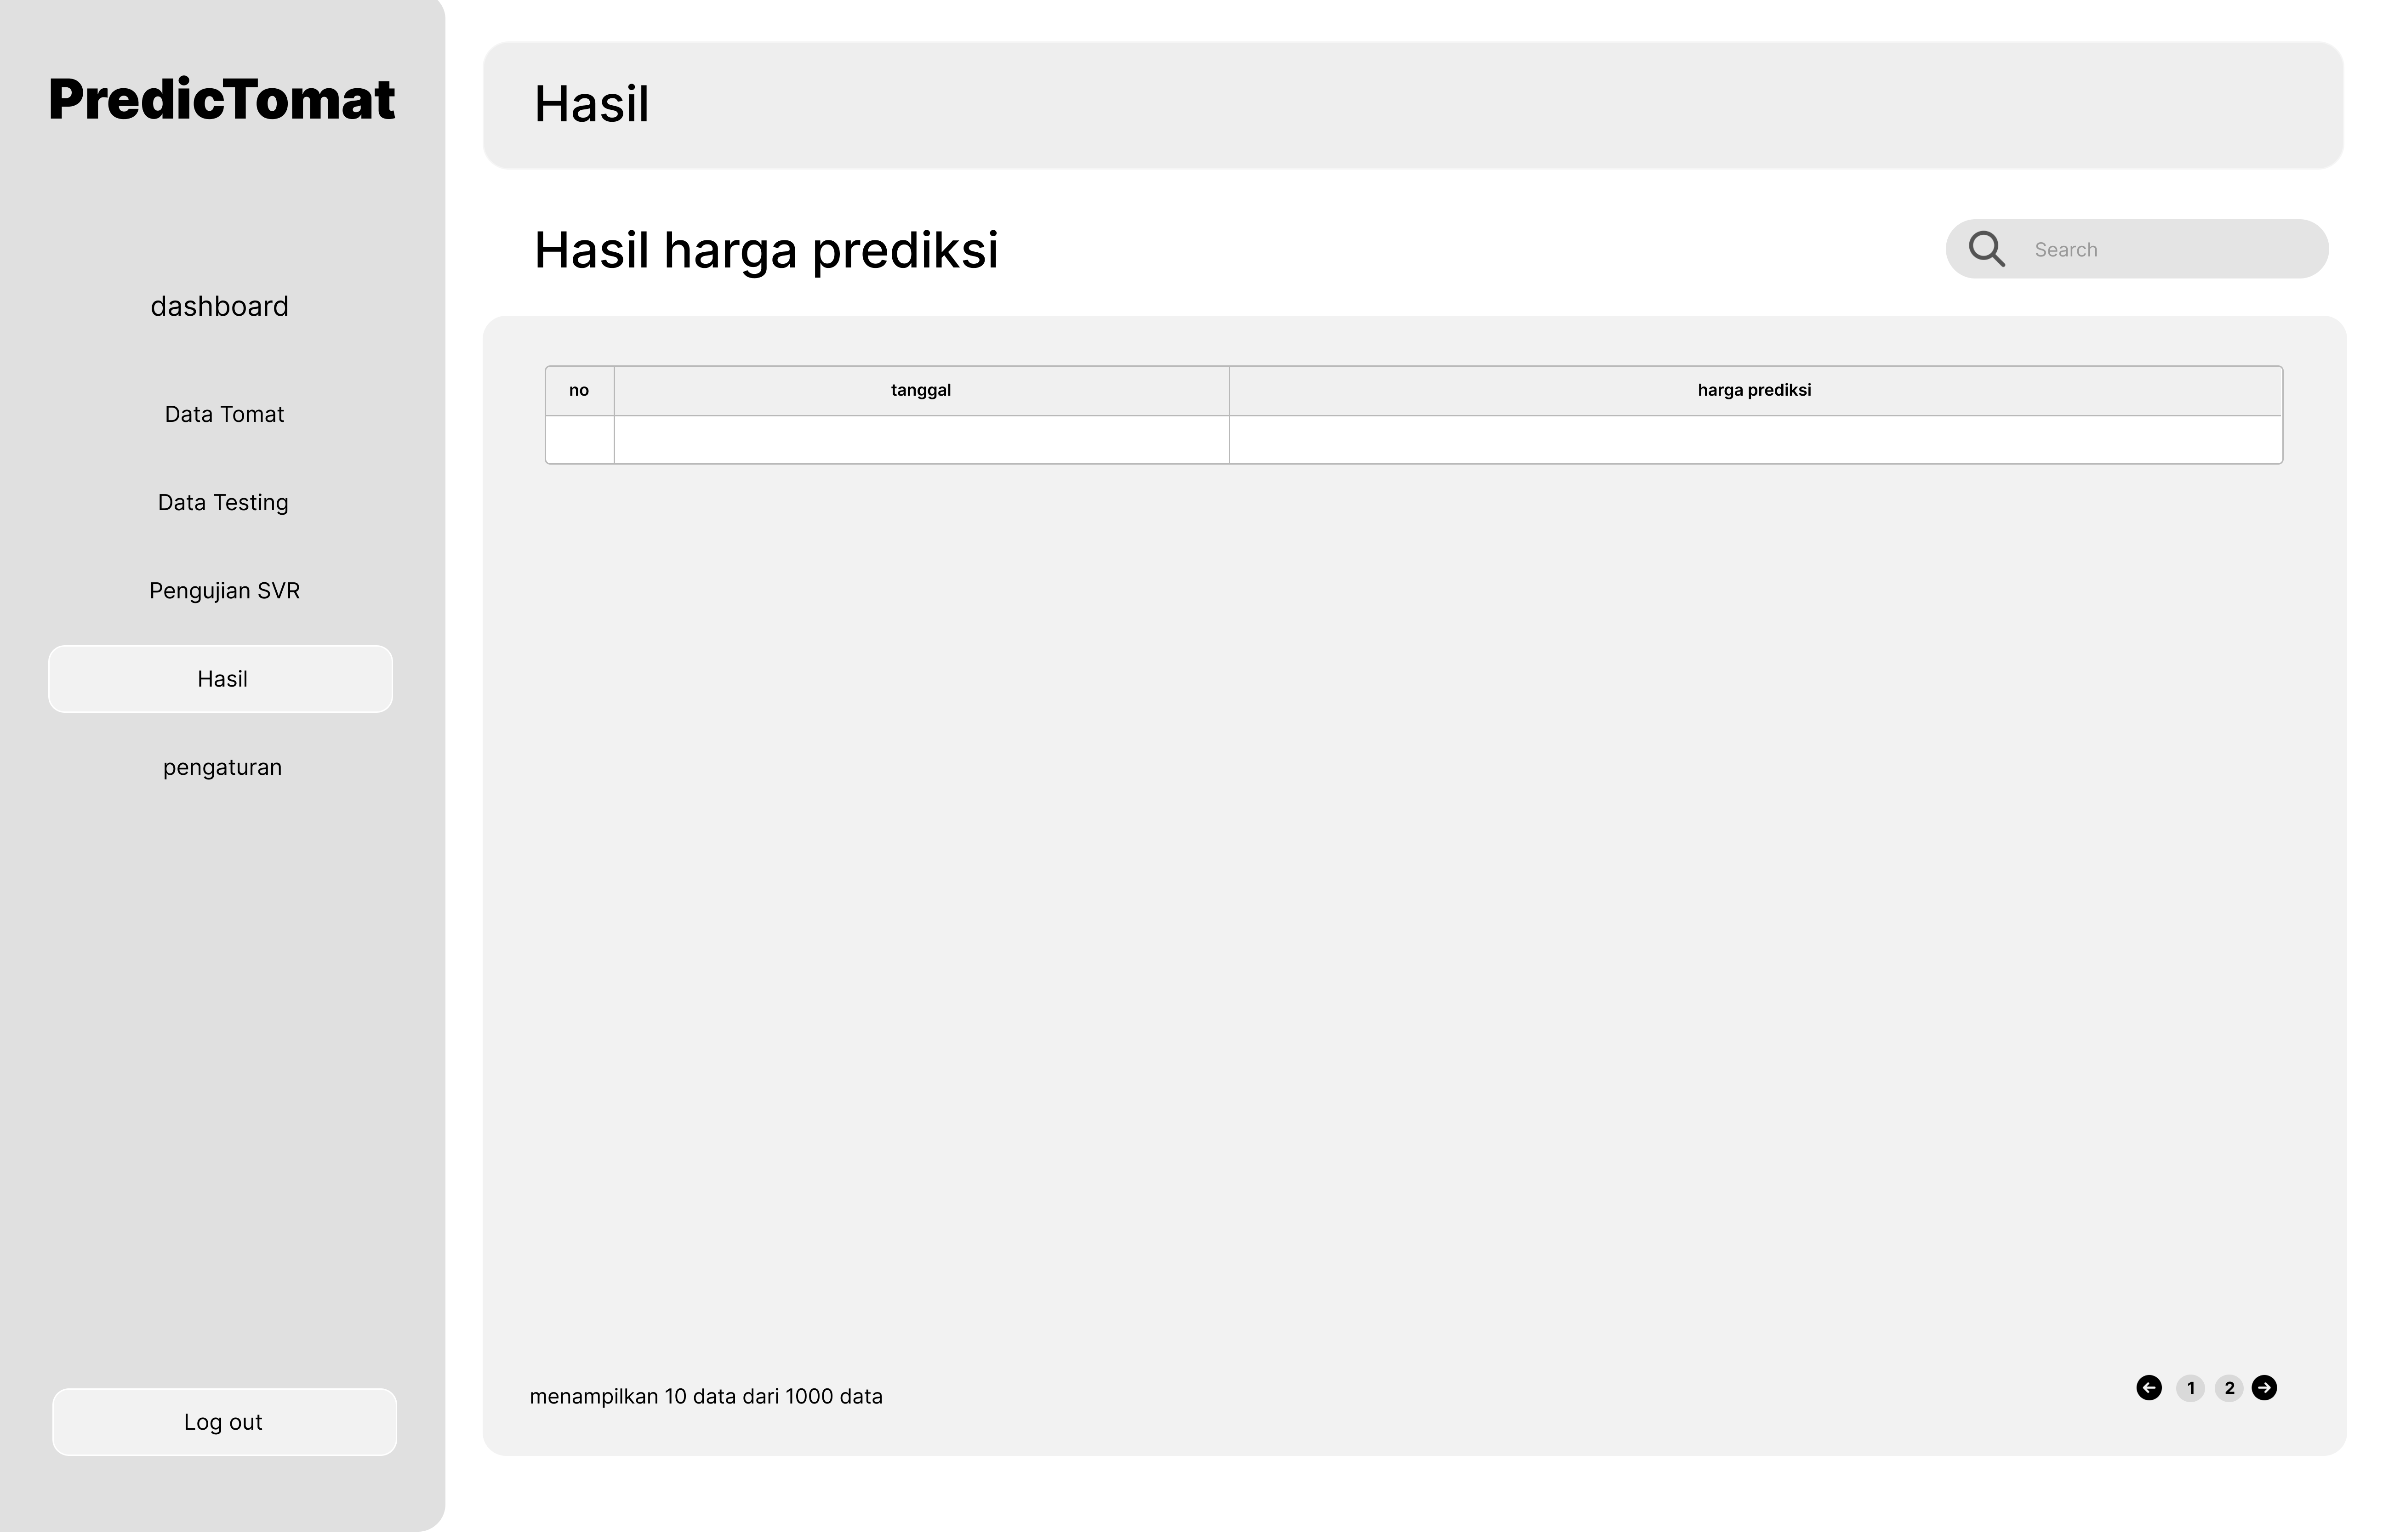 PredicTomat
dashboard
Data Tomat
Data Testing
Pengujian SVR
Hasil
pengaturan
Log out
Hasil
Hasil harga prediksi
Search
no tanggal harga prediksi
menampilkan 10 data dari 1000 data
1 2